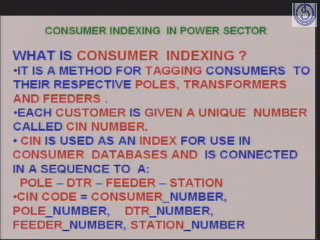 CONSUMER INDEXING IN POWER SECTOR
WHAT IS CONSUMER INDEXING ?
•IT IS A METHOD FOR TAGGING CONSUMERS TO
THEIR RESPECTIVE POLES, TRANSFORMERS
AND FEEDERS .
•EACH CUSTOMER IS GIVEN A UNIQUE NUMBER
CALLED CIN NUMBER.
• CIN IS USED AS AN INDEX FOR USE IN
CONSUMER DATABASES AND IS CONNECTED
IN A SEQUENCE TO A:
POLE – DTR – FEEDER – STATION
•CIN CODE = CONSUMER_NUMBER,
POLE_NUMBER, DTR_NUMBER,
FEEDER_NUMBER, STATION_NUMBER